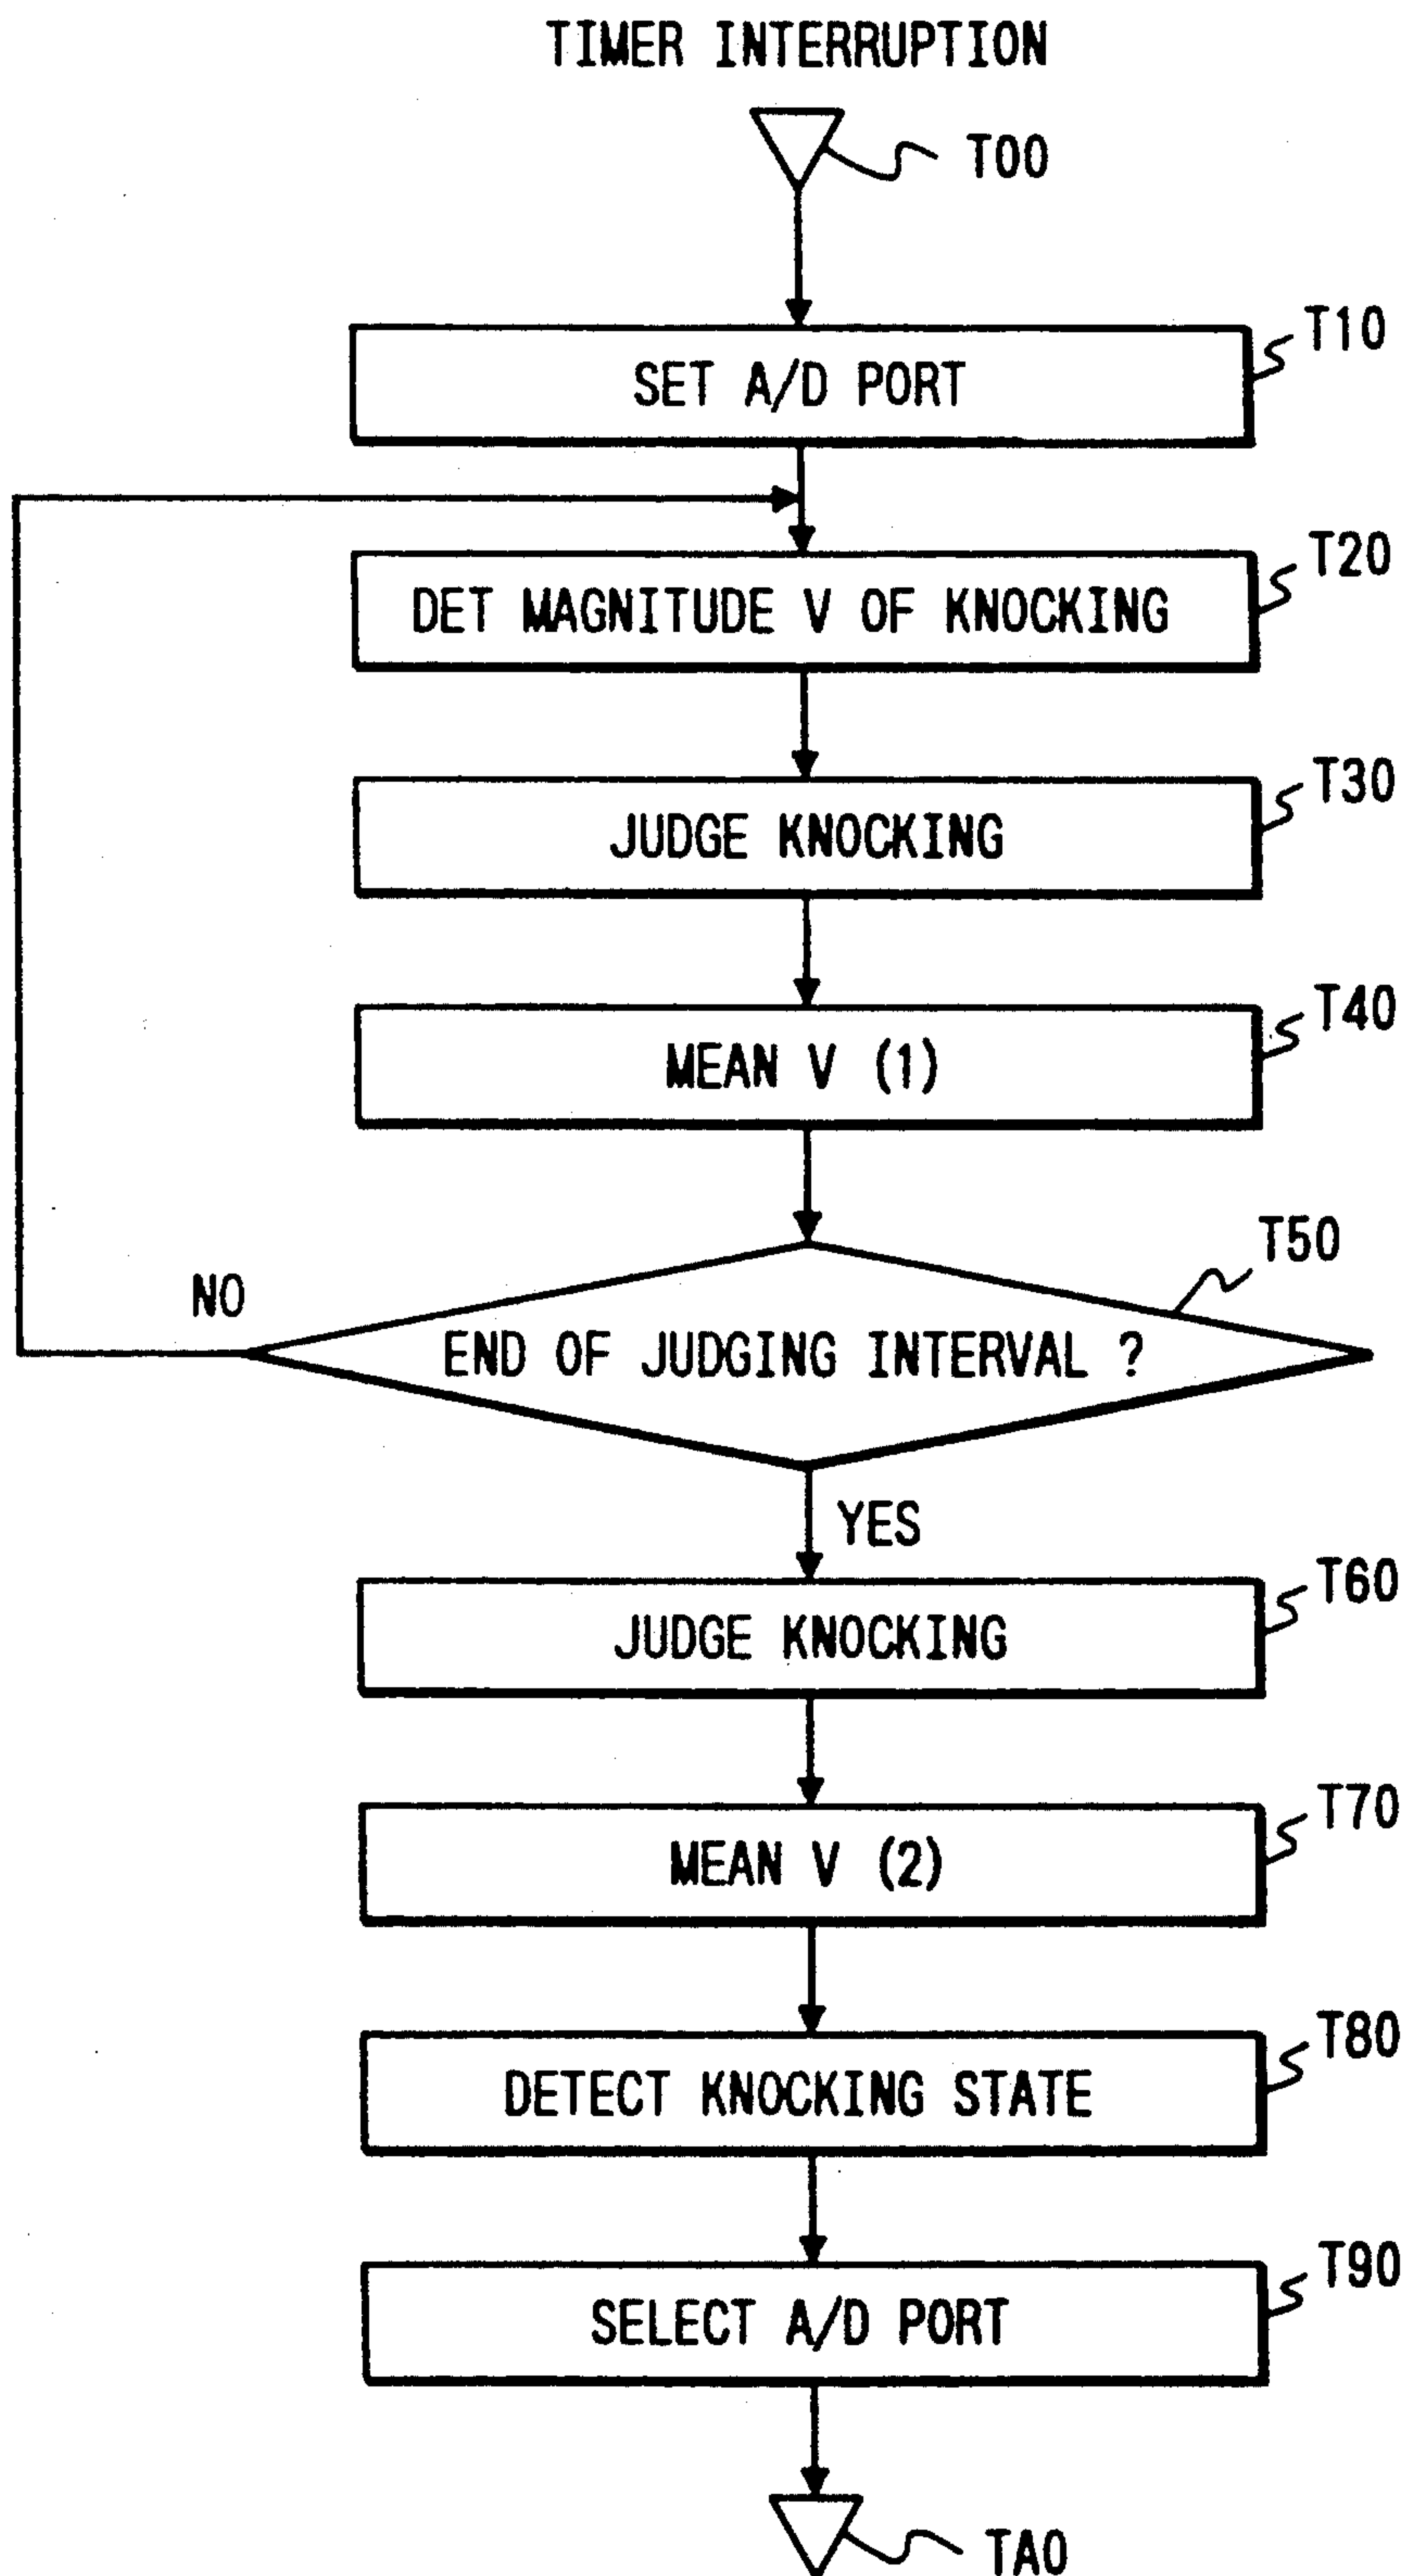 TIMER INTERRUPTION
T00
T10
SET A/D PORT
T20
DET MAGNITUDE V OF KNOCKING
T30
JUDGE KNOCKING
T40
MEAN V (1)
T50
NO
END OF JUDGING INTERVAL ?
YES
T60
JUDGE KNOCKING
T70
MEAN V (2)
T80
DETECT KNOCKING STATE
T90
SELECT A/D PORT
TA0